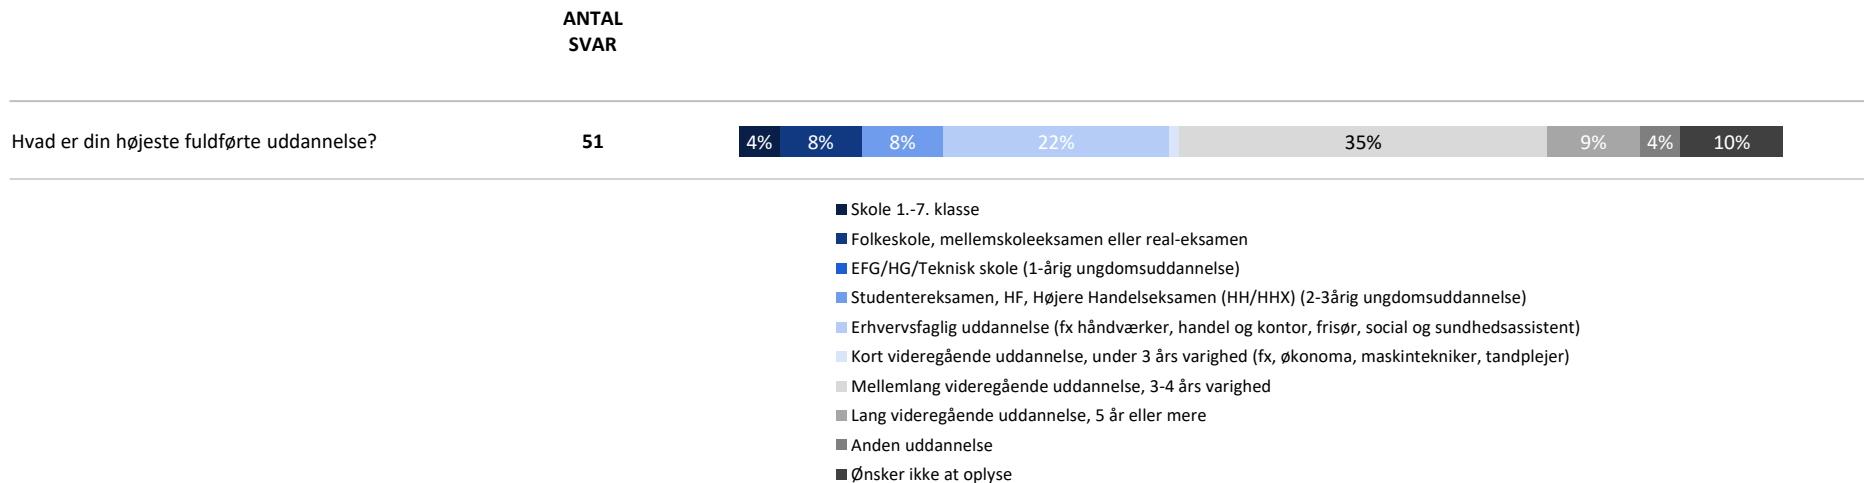 ANTAL
SVAR
Hvad er din højeste fuldførte uddannelse? 51 4% 8% 8% 22% 35% 9% 4% 10%
Skole 1.-7. klasse
Folkeskole, mellemskoleeksamen eller real-eksamen
EFG/HG/Teknisk skole (1-årig ungdomsuddannelse)
Studentereksamen, HF, Højere Handelseksamen (HH/HHX) (2-3årig ungdomsuddannelse)
Erhvervsfaglig uddannelse (fx håndværker, handel og kontor, frisør, social og sundhedsassistent)
Kort videregående uddannelse, under 3 års varighed (fx, økonoma, maskintekniker, tandplejer)
Mellemlang videregående uddannelse, 3-4 års varighed
Lang videregående uddannelse, 5 år eller mere
Anden uddannelse
Ønsker ikke at oplyse